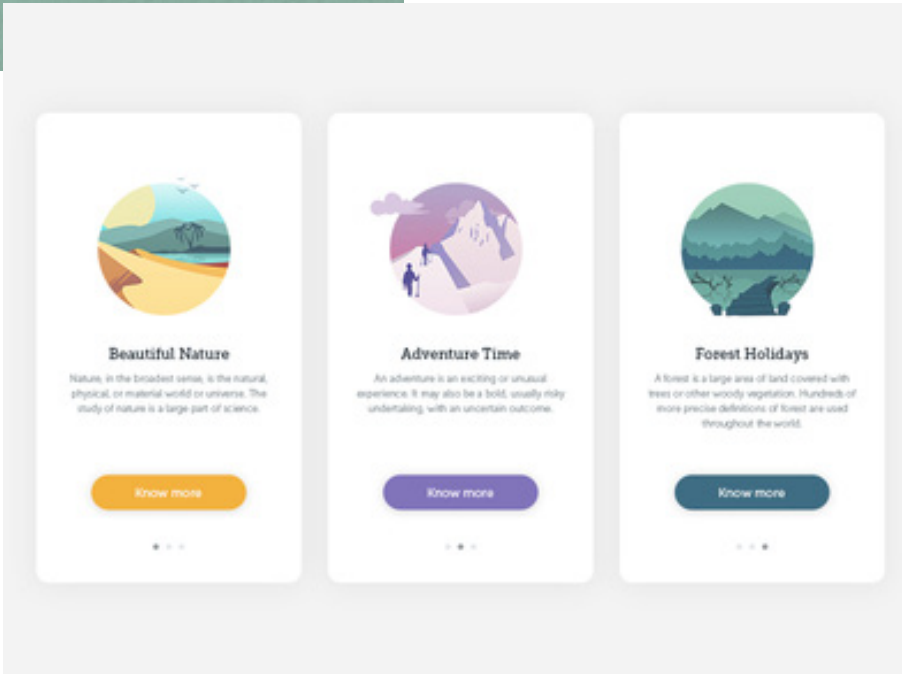 Beautiful Nature
Nature, in the broadest sense, is the natural,
physical, or material world or universe. The
study of nature is a large part of science.
Know more
Adventure Time
An adventure is an exciting or unusual
experience. It may also be a bold, usually risky
undertaking, with an uncertain outcome.
Know more
Forest Holidays
A forest is a large area of land covered with
trees or other woody vegetation. Hundreds of
more precise definitions of forest are used
throughout the world.
Know more